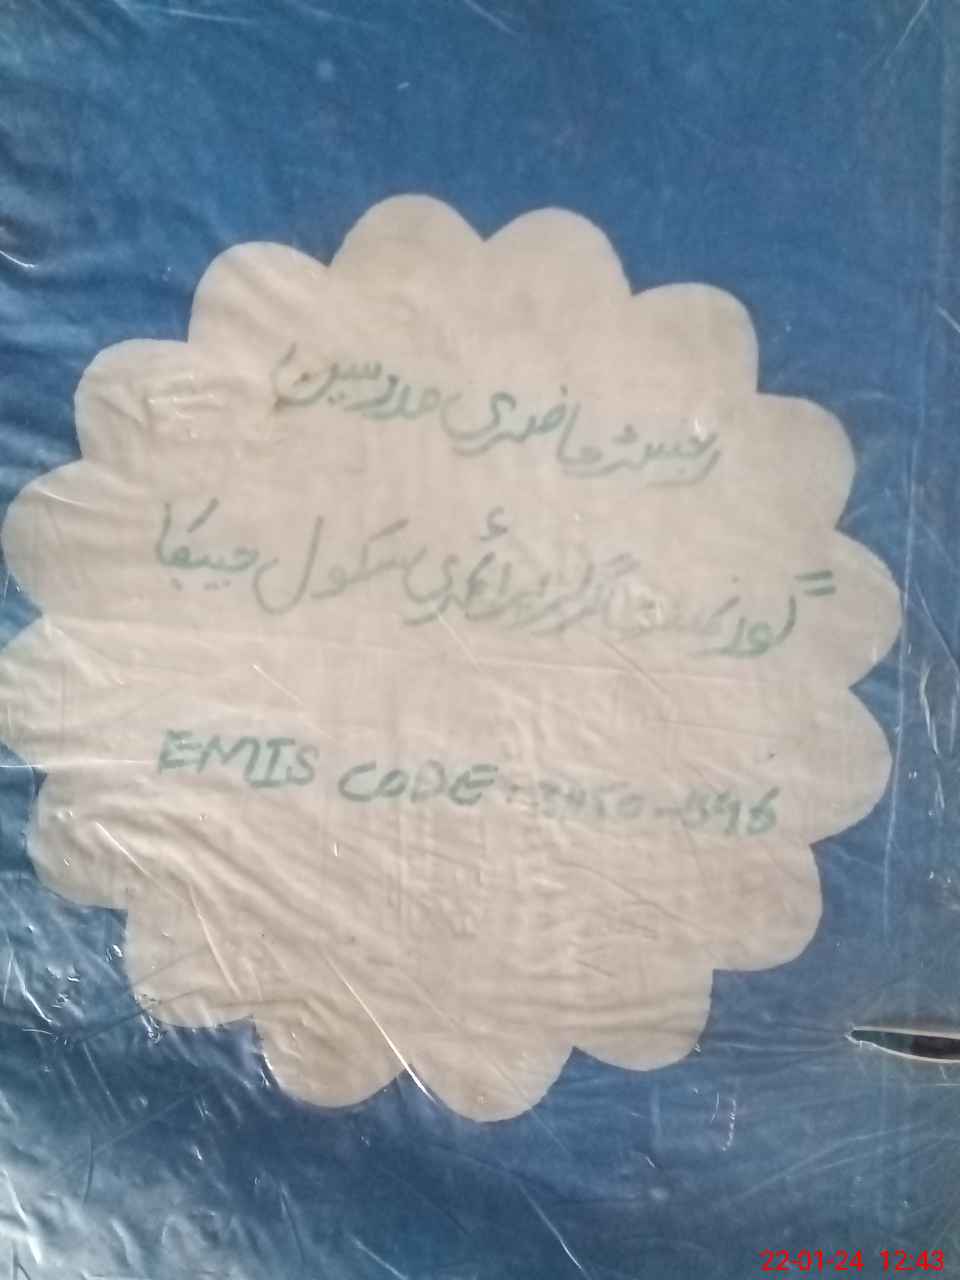 رجسٹر حاضری مدرسین
گورنمنٹ گرلز پرائمری سکول
EMIS CODE
22-01-24 12:43